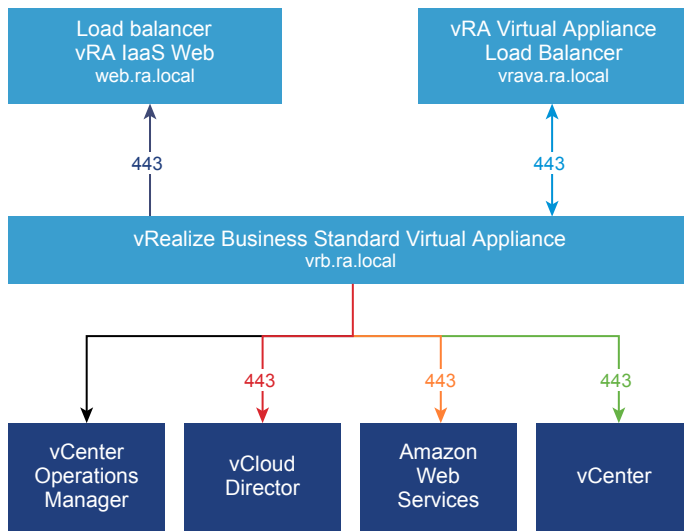 Load balancer
vRA IaaS Web
web.ra.local
vRA Virtual Appliance
Load Balancer
vrava.ra.local
443
443
vRealize Business Standard Virtual Appliance
vrb.ra.local
443
443
443
vCenter
Operations
Manager
vCloud
Director
Amazon
Web
Services
vCenter